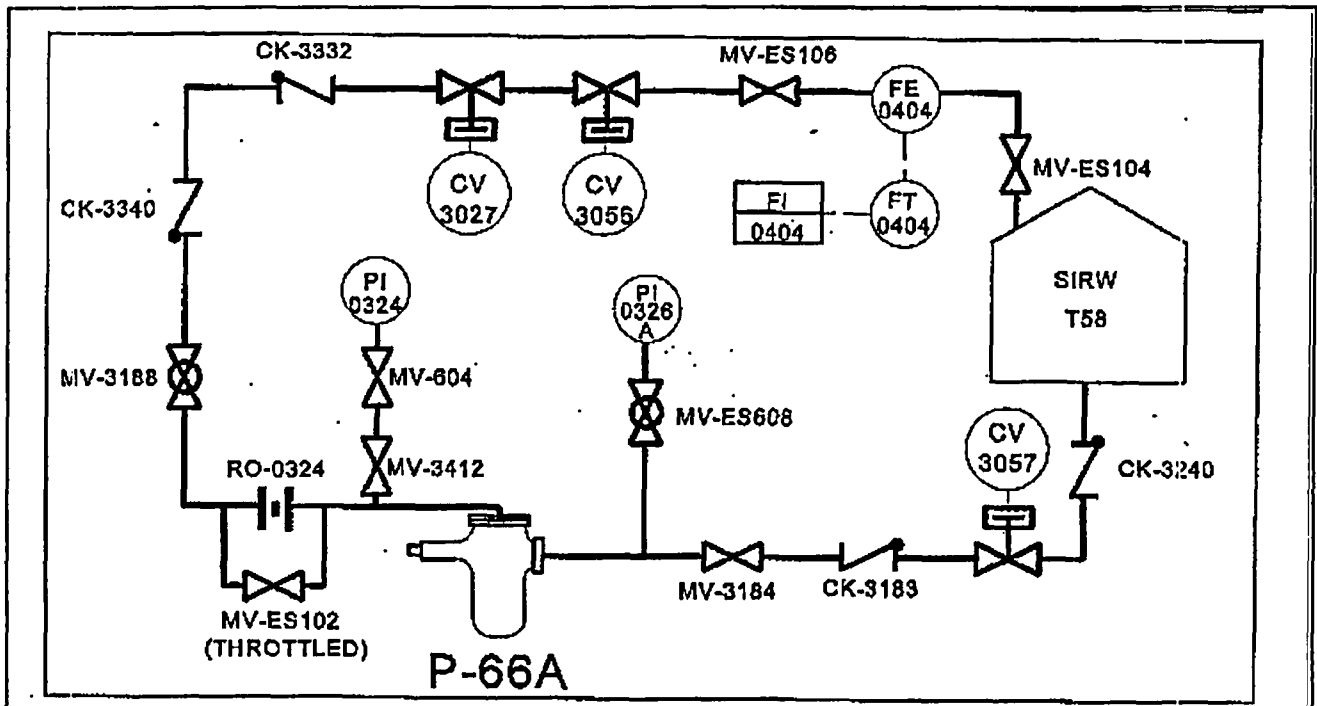 CK-3332
MV-ES106
FE
0404
MV-ES104
CV
3027
CV
3056
FI
0404
FT
0404
CK-3340
SIRW
T58
PI
0324
PI
0326
A
MV-3188
MV-604
MV-ES608
CV
3057
CK-3240
RO-0324
MV-3412
MV-3184
CK-3183
MV-ES102
(THROTTLED)
P-66A